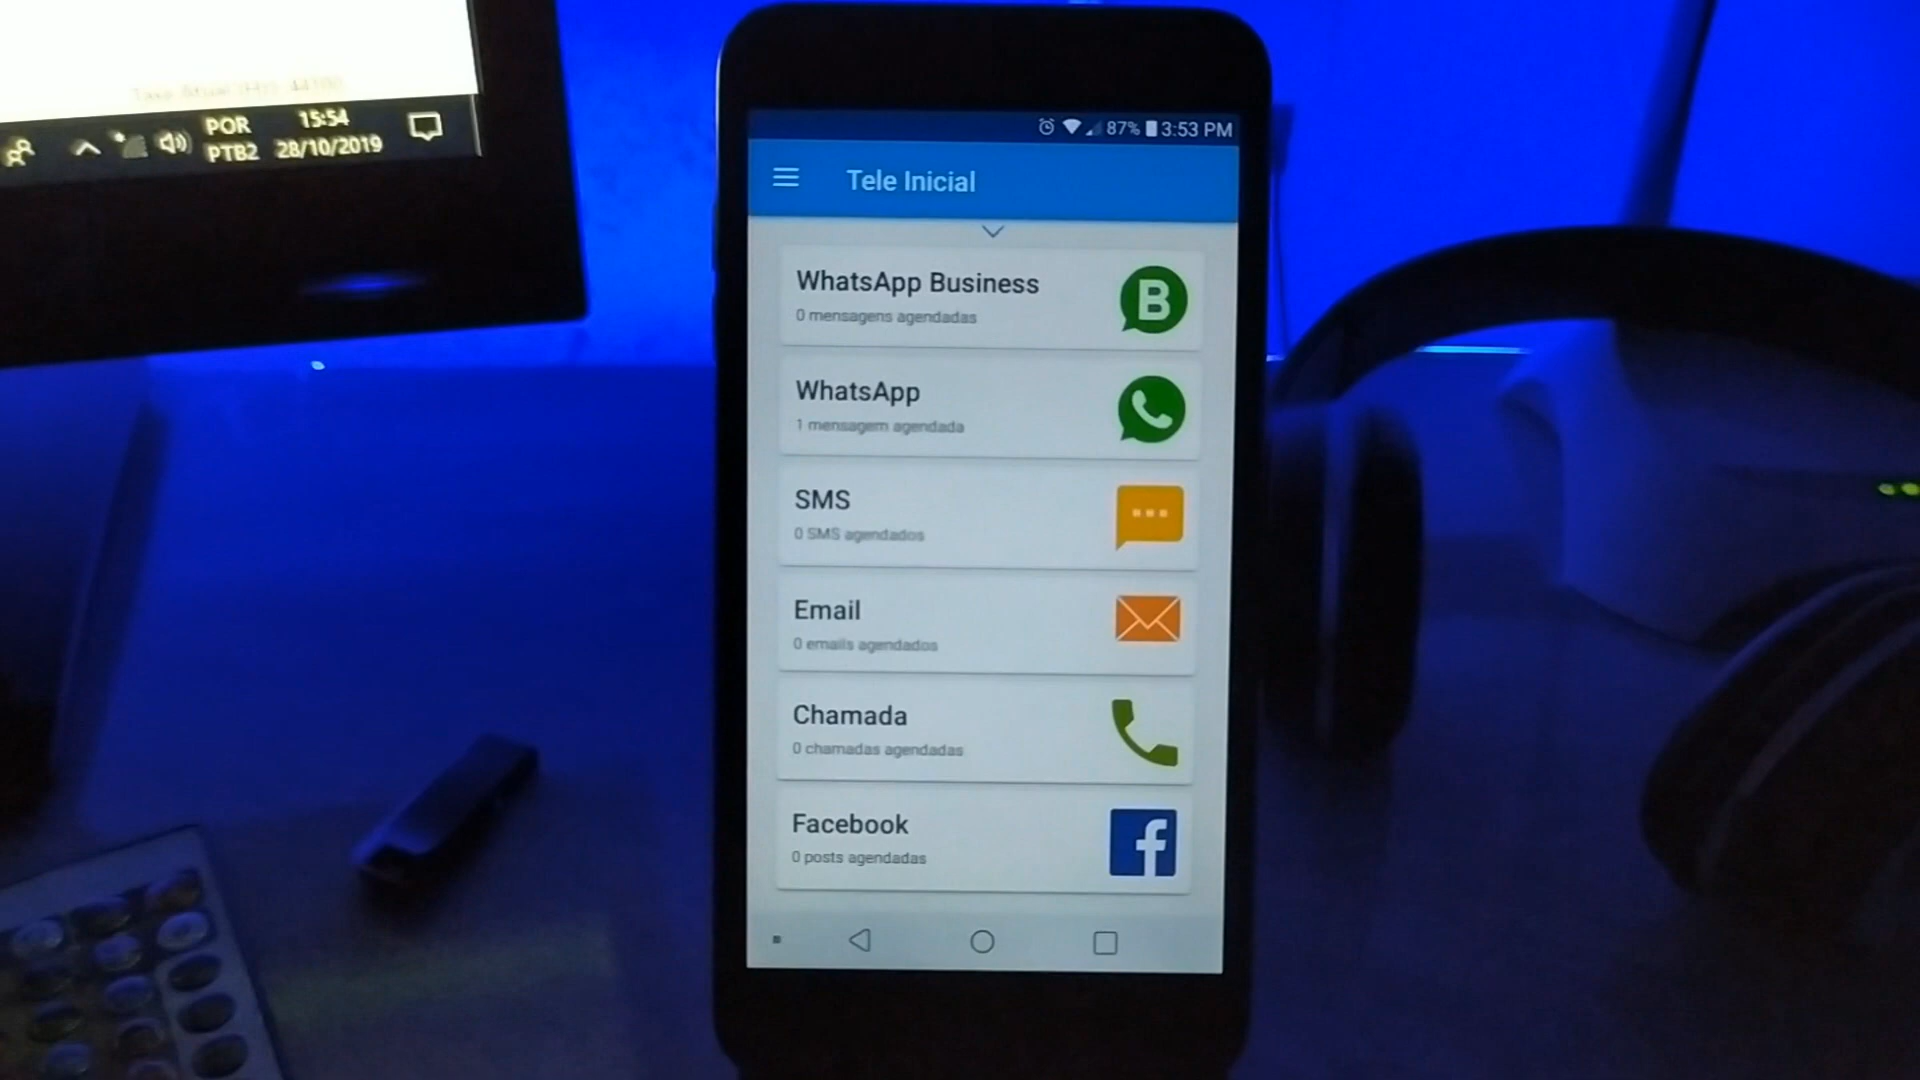 POR
PTB2
15:54
28/10/2019
87% 3:53 PM
Tele Inicial
WhatsApp Business
0 mensagens agendadas
B
WhatsApp
1 mensagem agendada
SMS
0 SMS agendados
Email
0 emails agendados
Chamada
0 chamadas agendadas
Facebook
0 posts agendadas
f